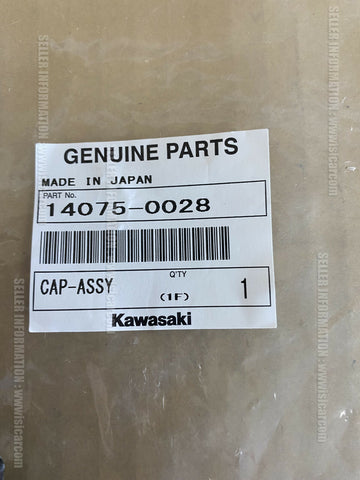 GENUINE PARTS
MADE IN JAPAN
PART No.
14075-0028
CAP-ASSY
Q'TY
(1F)
1
Kawasaki
SELLER INFORMATION : www.isicar.com
SELLER INFORMATION : www.isicar.com
SELLER INFORMATION : www.isicar.com
SELLER INFORMATION : www.isicar.com